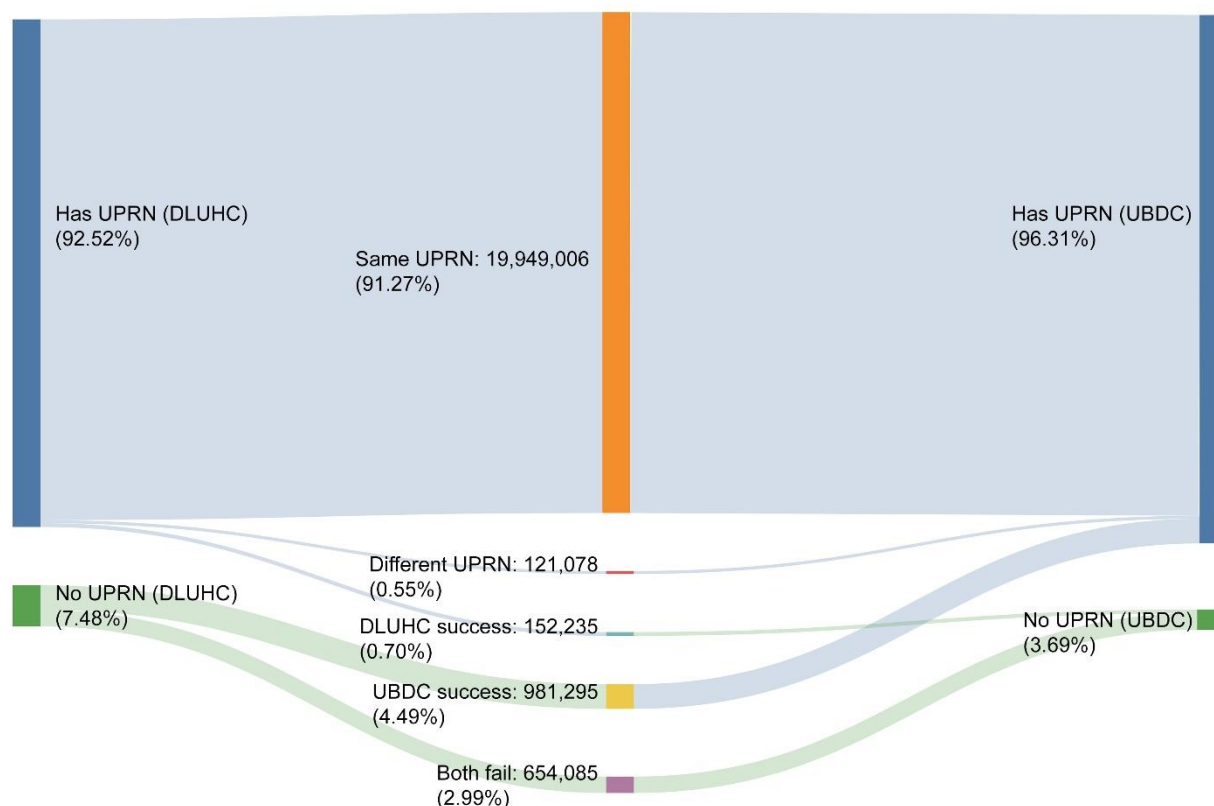 Has UPRN (DLUHC)
(92.52%)
Same UPRN: 19,949,006
(91.27%)
Has UPRN (UBDC)
(96.31%)
Different UPRN: 121,078
(0.55%)
No UPRN (DLUHC)
(7.48%)
DLUHC success: 152,235
(0.70%)
No UPRN (UBDC)
(3.69%)
UBDC success: 981,295
(4.49%)
Both fail: 654,085
(2.99%)